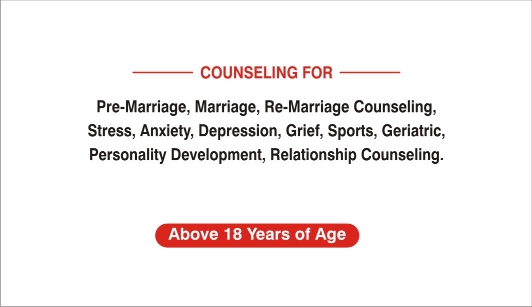 COUNSELING FOR
Pre-Marriage, Marriage, Re-Marriage Counseling,
Stress, Anxiety, Depression, Grief, Sports, Geriatric,
Personality Development, Relationship Counseling.
Above 18 Years of Age